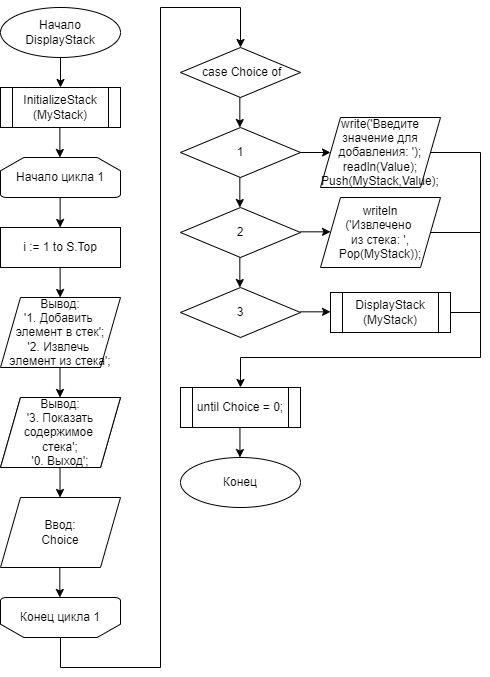 Начало
DisplayStack
InitializeStack
(MyStack)
Начало цикла 1
i := 1 to S.Top
Вывод:
'1. Добавить
элемент в стек';
'2. Извлечь
элемент из стека';
Вывод:
'3. Показать
содержимое
стека';
'0. Выход';
Ввод:
Choice
Конец цикла 1
case Choice of
1
write('Введите
значение для
добавления: ');
readln(Value);
Push(MyStack,Value);
2
writeln
('Извлечено
из стека: ',
Pop(MyStack));
3
DisplayStack
(MyStack)
until Choice = 0;
Конец